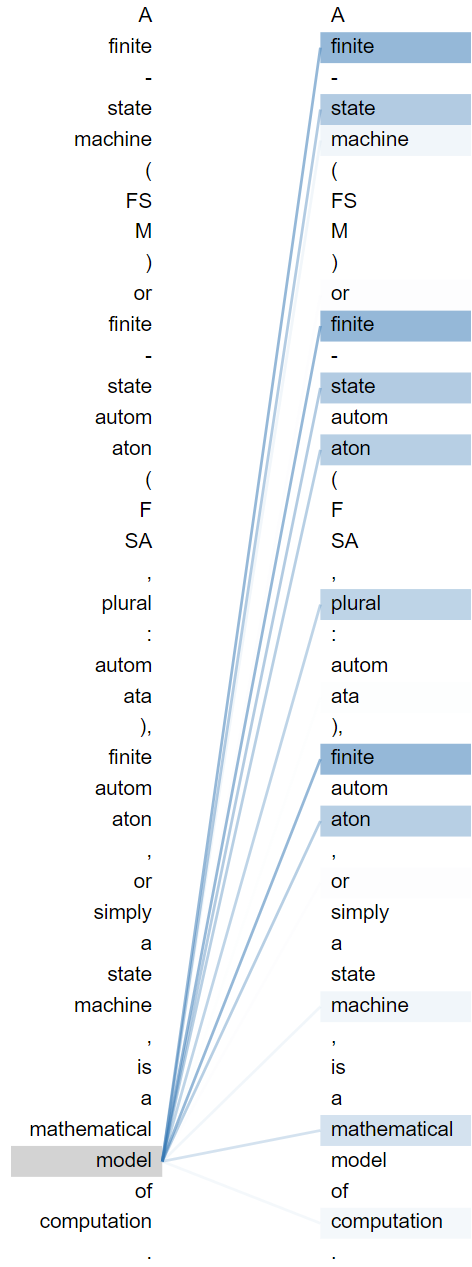 A A
finite finite
- -
state state
machine machine
( (
FS FS
M M
) )
or or
finite finite
- -
state state
autom autom
aton aton
( (
F F
SA SA
, ,
plural plural
: :
autom autom
ata ata
), ),
finite finite
autom autom
aton aton
, ,
or or
simply simply
a a
state state
machine machine
, ,
is is
a a
mathematical mathematical
model model
of of
computation computation
. .